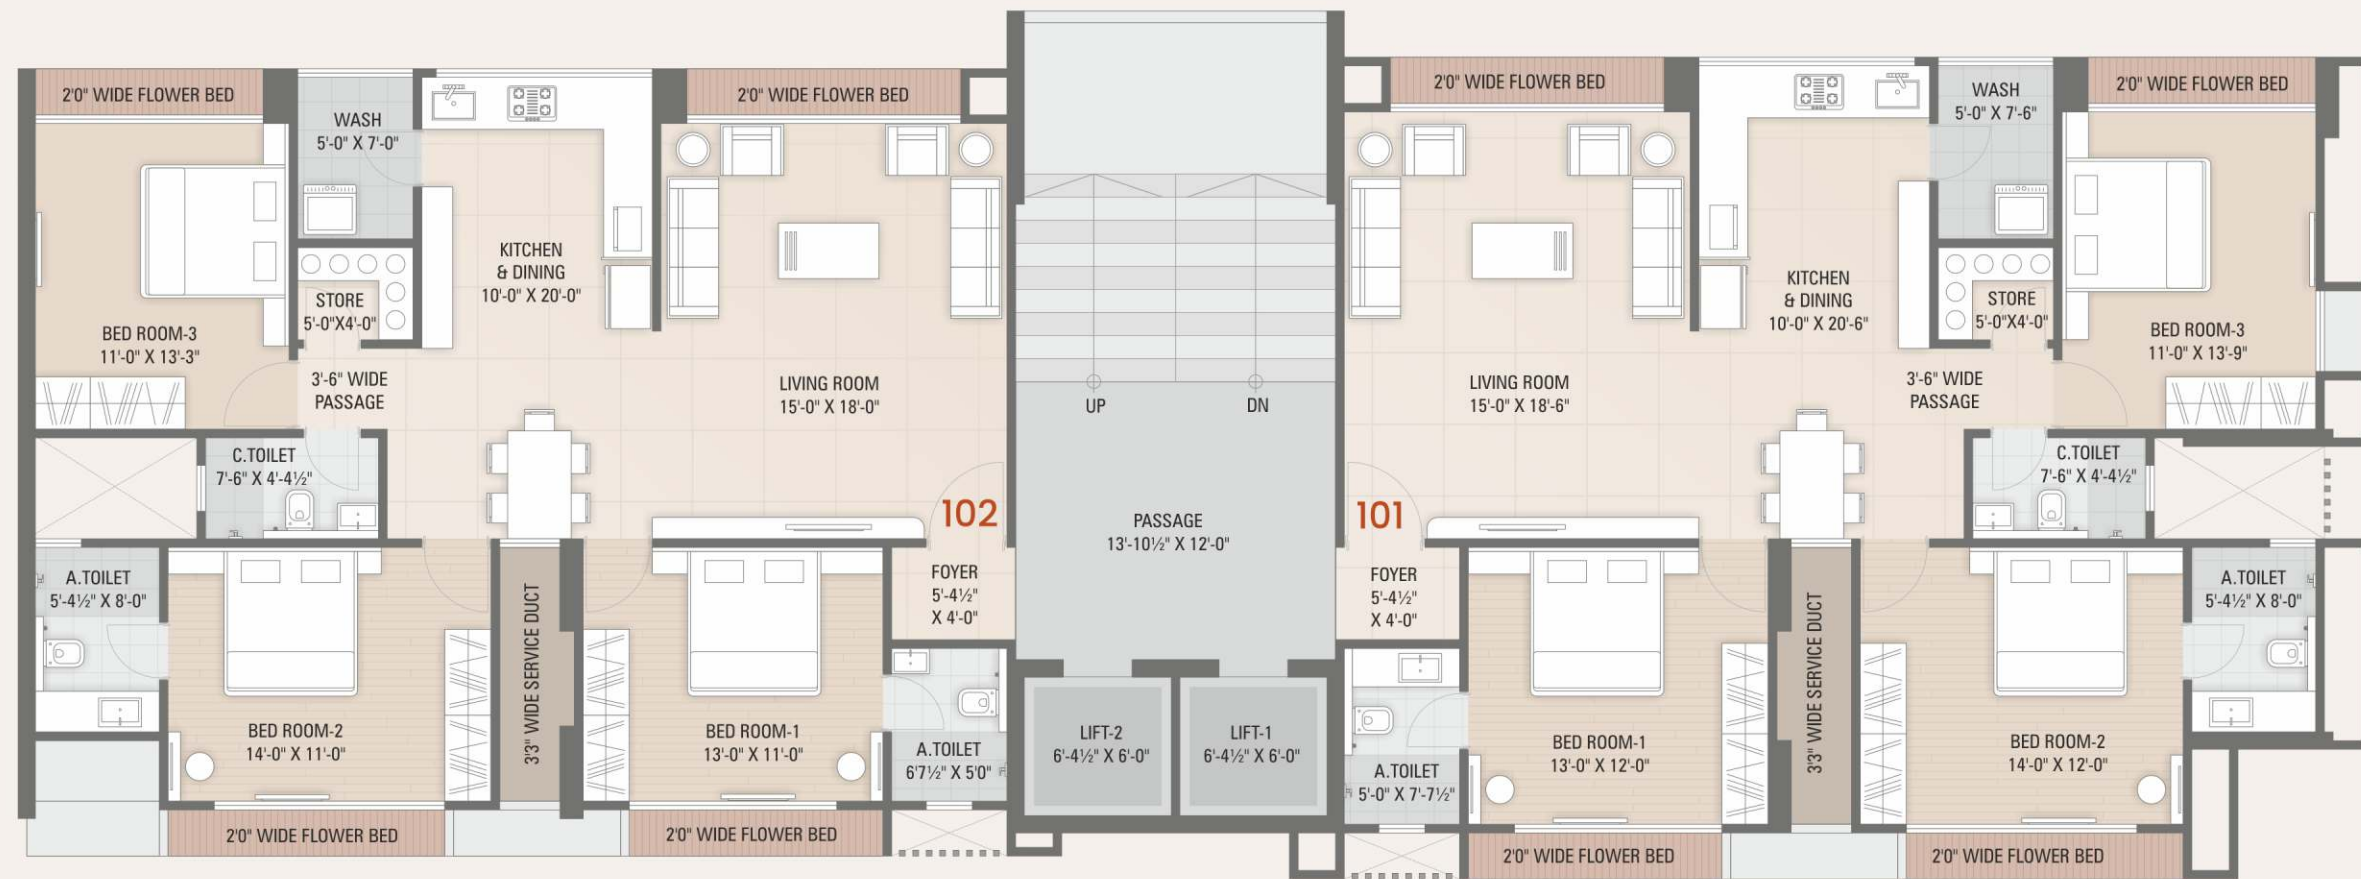 2'0" WIDE FLOWER BED
WASH
5'-0" X 7'-0"
2'0" WIDE FLOWER BED
KITCHEN
& DINING
10'-0" X 20'-0"
STORE
5'-0"X4'-0"
BED ROOM-3
11'-0" X 13'-3"
3'-6" WIDE
PASSAGE
LIVING ROOM
15'-0" X 18'-0"
C.TOILET
7'-6" X 4'-4½"
102
A.TOILET
5'-4½" X 8'-0"
FOYER
5'-4½"
X 4'-0"
3'3" WIDE SERVICE DUCT
BED ROOM-2
14'-0" X 11'-0"
BED ROOM-1
13'-0" X 11'-0"
A.TOILET
6'7½" X 5'0"
2'0" WIDE FLOWER BED
2'0" WIDE FLOWER BED
UP
DN
PASSAGE
13'-10½" X 12'-0"
LIFT-2
6'-4½" X 6'-0"
LIFT-1
6'-4½" X 6'-0"
2'0" WIDE FLOWER BED
WASH
5'-0" X 7'-6"
2'0" WIDE FLOWER BED
KITCHEN
& DINING
10'-0" X 20'-6"
STORE
5'-0"X4'-0"
BED ROOM-3
11'-0" X 13'-9"
LIVING ROOM
15'-0" X 18'-6"
3'-6" WIDE
PASSAGE
C.TOILET
7'-6" X 4'-4½"
101
FOYER
5'-4½"
X 4'-0"
A.TOILET
5'-4½" X 8'-0"
3'3" WIDE SERVICE DUCT
BED ROOM-1
13'-0" X 12'-0"
BED ROOM-2
14'-0" X 12'-0"
A.TOILET
5'-0" X 7'-7½"
2'0" WIDE FLOWER BED
2'0" WIDE FLOWER BED